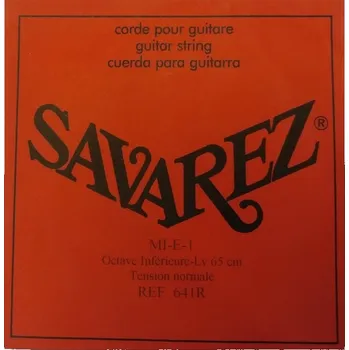 corde pour guitare
guitar string
cuerda para guitarra
SAVAREZ®
MI-E-1
Octave Inférieure-Lv 65 cm
Tension normale
REF 641R